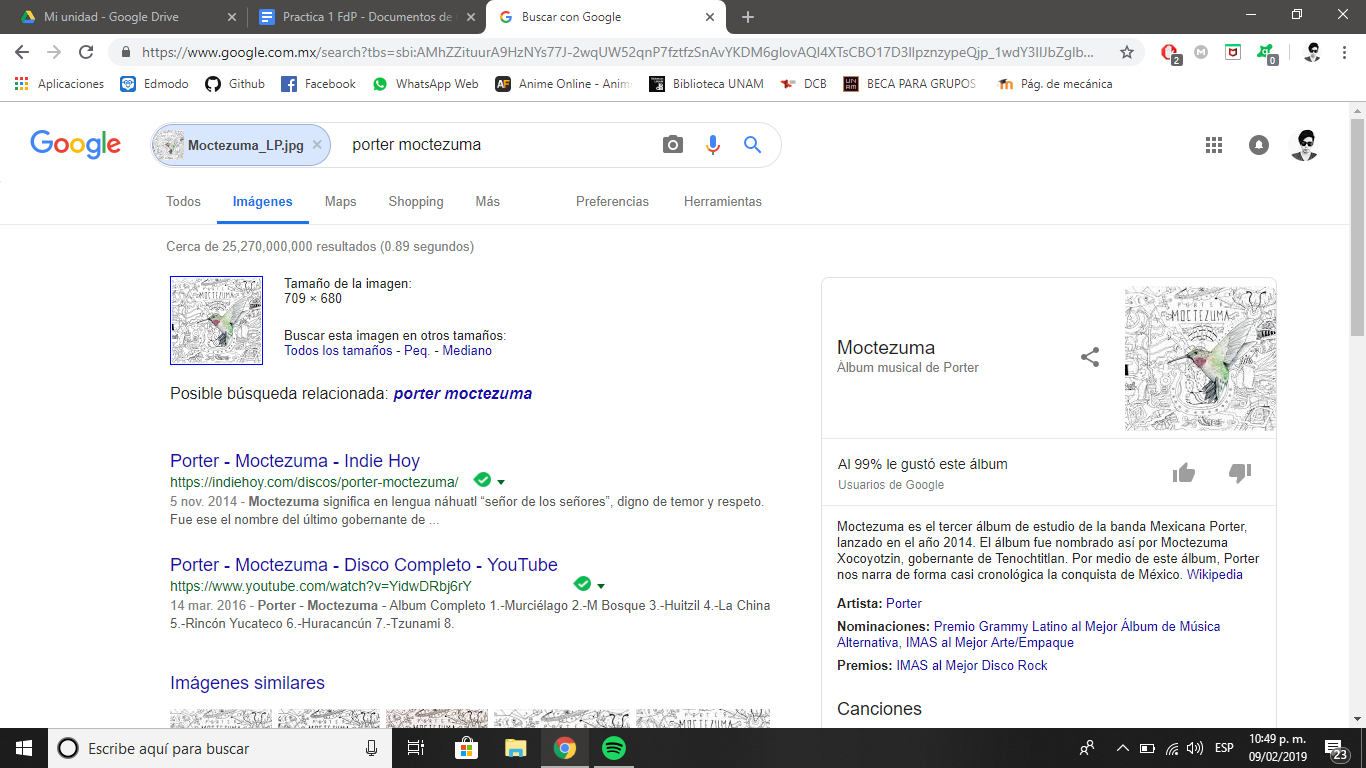 Mi unidad - Google Drive
Practica 1 FdP - Documentos de
Buscar con Google
https://www.google.com.mx/search?tbs=sbi:AMhZZituurA9HzNYs77J-2wqUW52qnP7fztfzSnAvYKDM6glovAQl4XTsCBO17D3IlpznzypeQjp_1wdY3IlJbZglb...
2
0
Aplicaciones
Edmodo
Github
Facebook
WhatsApp Web
Anime Online - Anim
Biblioteca UNAM
DCB
BECA PARA GRUPOS
Pág. de mecánica
Google
Moctezuma_LP.jpg
porter moctezuma
Todos
Imágenes
Maps
Shopping
Más
Preferencias
Herramientas
Cerca de 25,270,000,000 resultados (0.89 segundos)
Tamaño de la imagen:
709 × 680
Buscar esta imagen en otros tamaños:
Todos los tamaños - Peq. - Mediano
Posible búsqueda relacionada: porter moctezuma
Porter - Moctezuma - Indie Hoy
https://indiehoy.com/discos/porter-moctezuma/
5 nov. 2014 - Moctezuma significa en lengua náhuatl “señor de los señores”, digno de temor y respeto.
Fue ese el nombre del último gobernante de ...
Porter - Moctezuma - Disco Completo - YouTube
https://www.youtube.com/watch?v=YidwDRbj6rY
14 mar. 2016 - Porter - Moctezuma - Album Completo 1.-Murciélago 2.-M Bosque 3.-Huitzil 4.-La China
5.-Rincón Yucateco 6.-Huracancún 7.-Tzunami 8.
Imágenes similares
Moctezuma
Álbum musical de Porter
PORTER
MOCTEZUMA
Al 99% le gustó este álbum
Usuarios de Google
Moctezuma es el tercer álbum de estudio de la banda Mexicana Porter,
lanzado en el año 2014. El álbum fue nombrado así por Moctezuma
Xocoyotzin, gobernante de Tenochtitlan. Por medio de este álbum, Porter
nos narra de forma casi cronológica la conquista de México. Wikipedia
Artista: Porter
Nominaciones: Premio Grammy Latino al Mejor Álbum de Música
Alternativa, IMAS al Mejor Arte/Empaque
Premios: IMAS al Mejor Disco Rock
Canciones
Escribe aquí para buscar
ESP
10:49 p. m.
09/02/2019
23